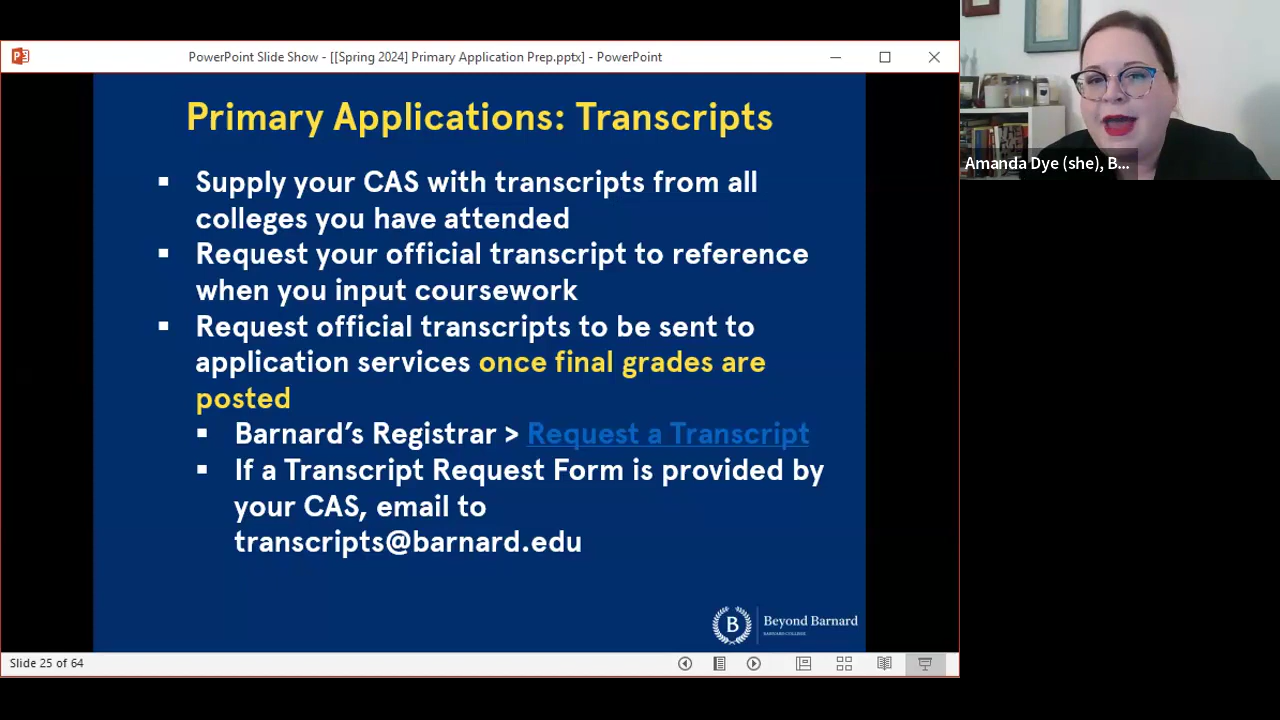 PowerPoint Slide Show - [[Spring 2024] Primary Application Prep.pptx] - PowerPoint
Primary Applications: Transcripts
▪ Supply your CAS with transcripts from all
colleges you have attended
▪ Request your official transcript to reference
when you input coursework
▪ Request official transcripts to be sent to
application services once final grades are
posted
▪ Barnard's Registrar > Request a Transcript
▪ If a Transcript Request Form is provided by
your CAS, email to
transcripts@barnard.edu
B
Beyond Barnard
BARNARD COLLEGE
Slide 25 of 64
Amanda Dye (she), B...